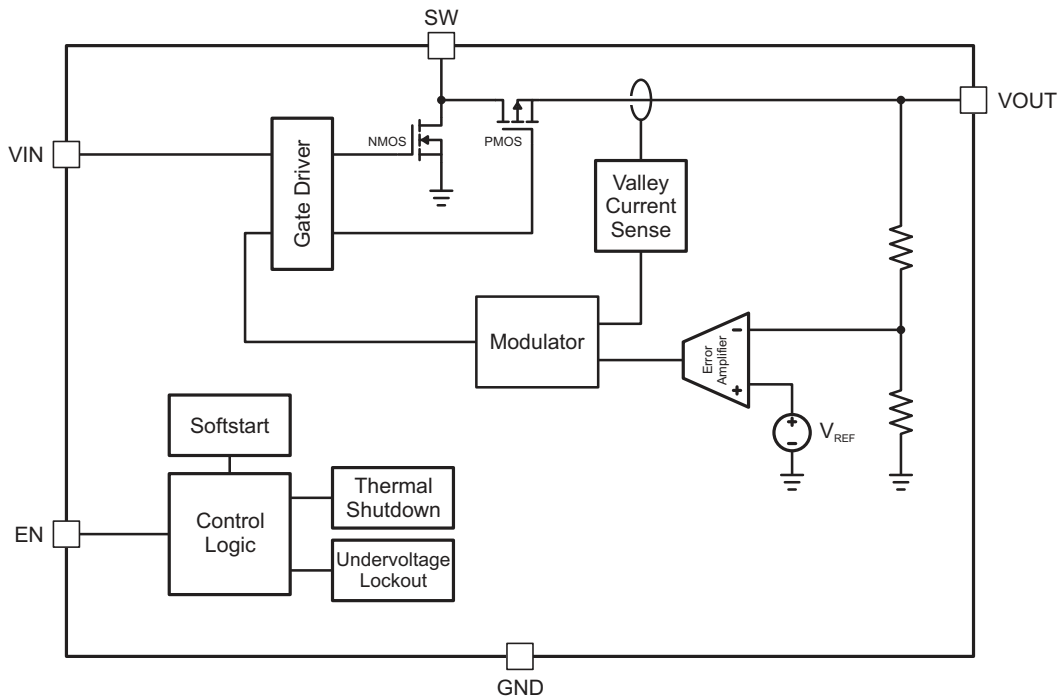 SW
VOUT
VIN
Gate Driver
NMOS
PMOS
Valley
Current
Sense
Modulator
Error
Amplifier
−
+
+
−
VREF
Softstart
Control
Logic
Thermal
Shutdown
Undervoltage
Lockout
EN
GND